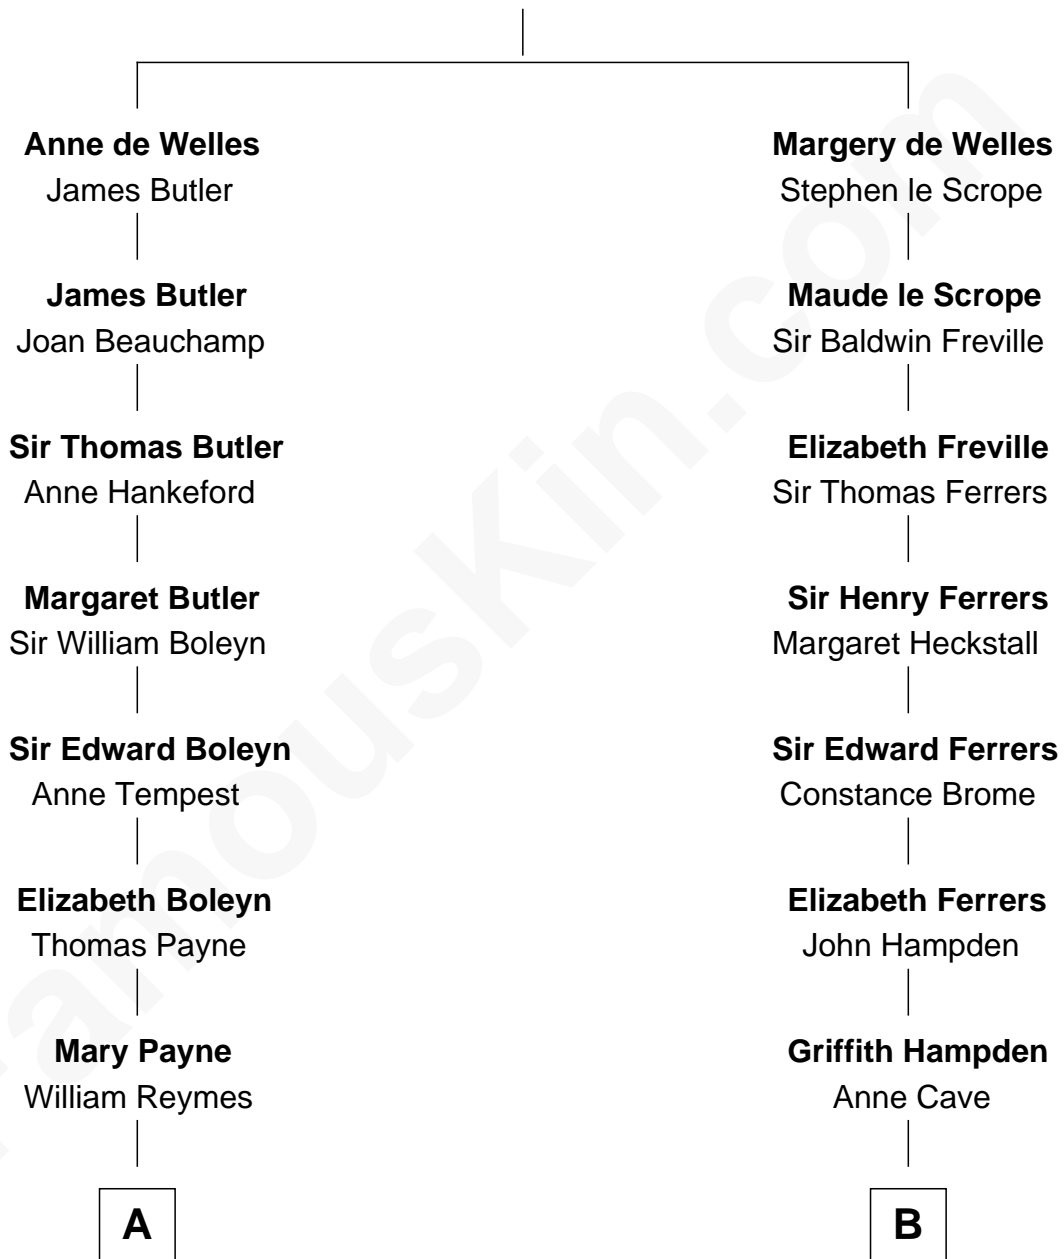 Anne de Welles
James Butler
James Butler
Joan Beauchamp
Sir Thomas Butler
Anne Hankeford
Margaret Butler
Sir William Boleyn
Sir Edward Boleyn
Anne Tempest
Elizabeth Boleyn
Thomas Payne
Mary Payne
William Reymes
A
Margery de Welles
Stephen le Scrope
Maude le Scrope
Sir Baldwin Freville
Elizabeth Freville
Sir Thomas Ferrers
Sir Henry Ferrers
Margaret Heckstall
Sir Edward Ferrers
Constance Brome
Elizabeth Ferrers
John Hampden
Griffith Hampden
Anne Cave
B
FamousKin.com